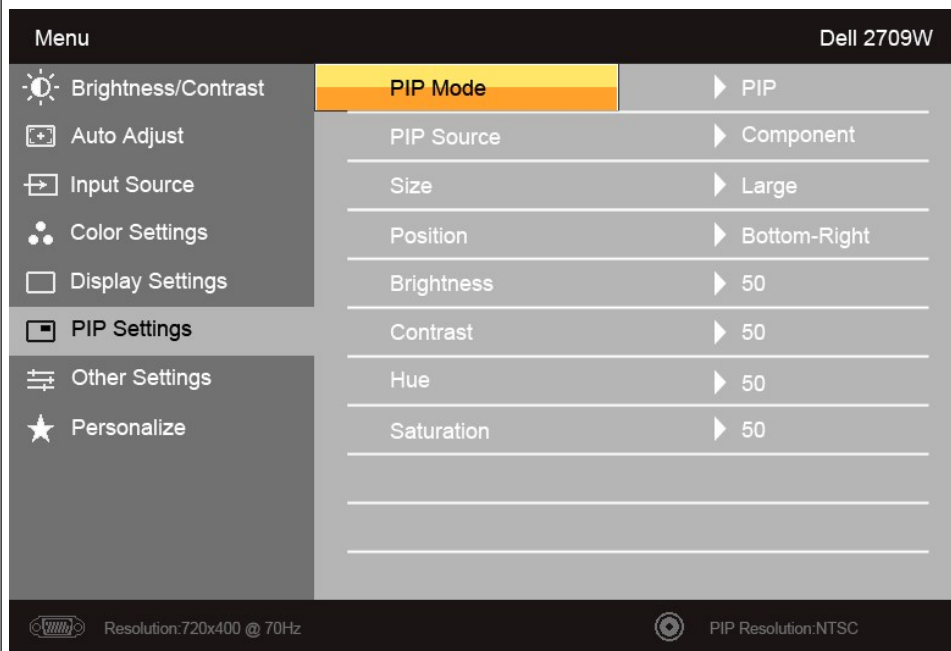 Menu Dell 2709W
Brightness/Contrast PIP Mode PIP
Auto Adjust PIP Source Component
Input Source Size Large
Color Settings Position Bottom-Right
Display Settings Brightness 50
PIP Settings Contrast 50
Other Settings Hue 50
Personalize Saturation 50
Resolution:720x400 @ 70Hz PIP Resolution:NTSC